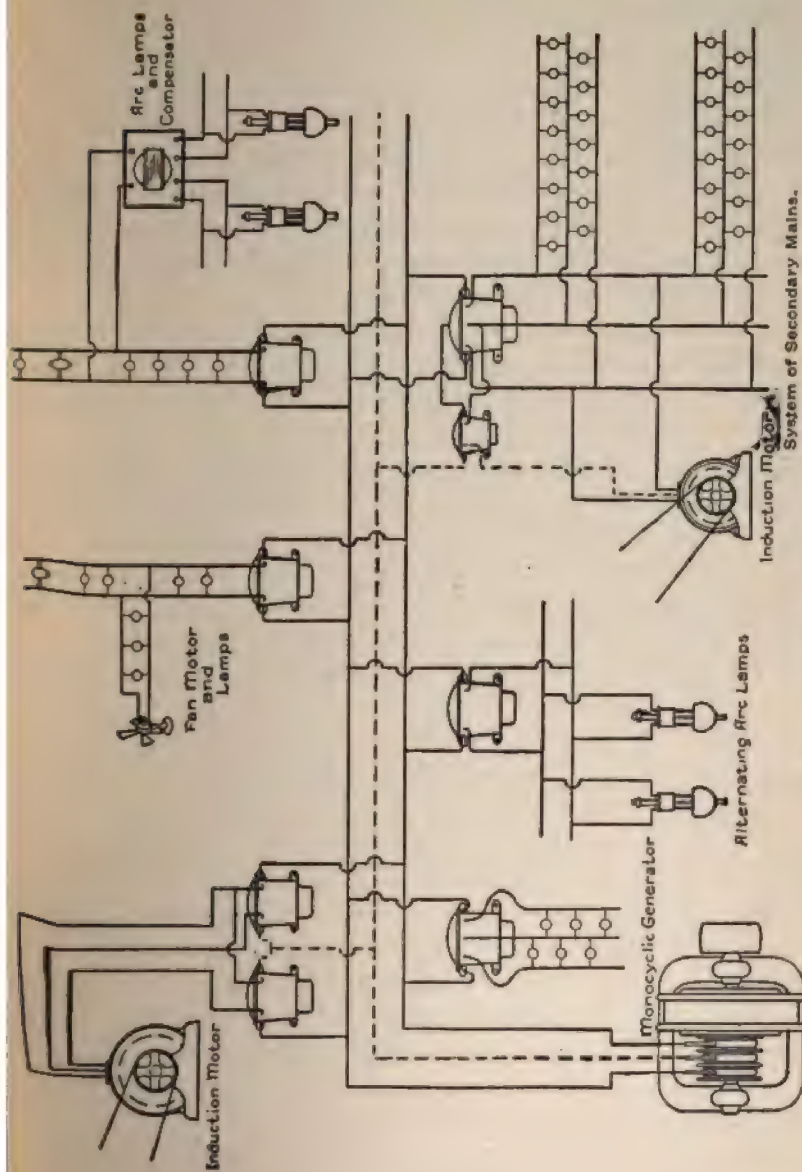 Arc Lamps
and
Compensator
Fan Motor
and
Lamps
Induction Motor
Monocyclic Generator
Alternating Arc Lamps
Induction Motor
System of Secondary Mains.